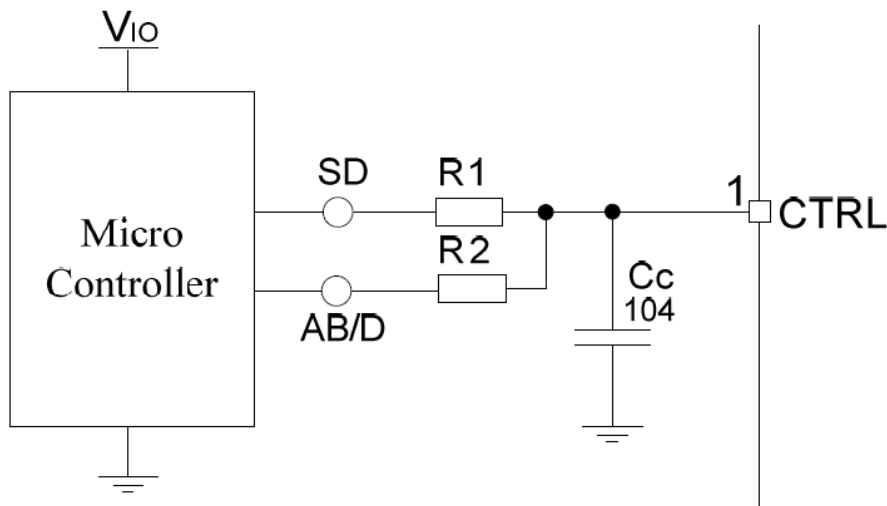 VIO
SD
R1
1
CTRL
Micro
Controller
R2
AB/D
Cc
104